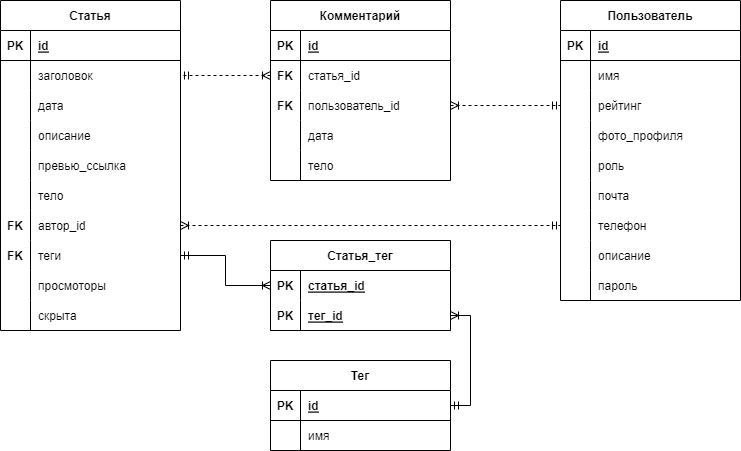 Статья
PK id
заголовок
дата
описание
превью_ссылка
тело
FK автор_id
FK теги
просмоторы
скрыта
Комментарий
PK id
FK статья_id
FK пользователь_id
дата
тело
Пользователь
PK id
имя
рейтинг
фото_профиля
роль
почта
телефон
описание
пароль
Статья_тег
PK статья_id
PK тег_id
Тег
PK id
имя